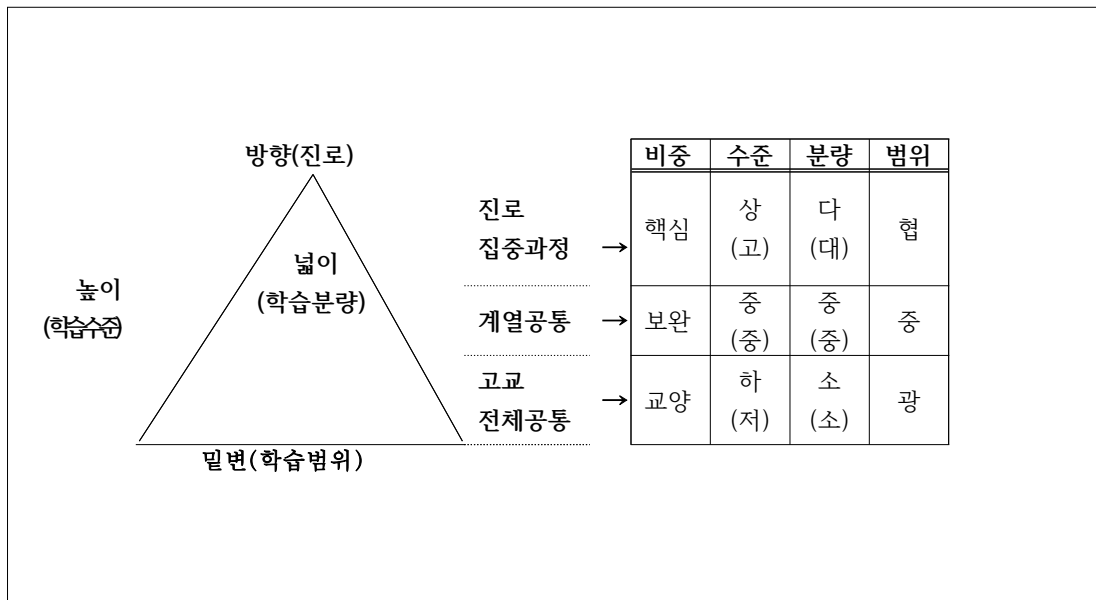 방향(진로)
넓이
(학습분량)
높이
(학습수준)
밑변(학습범위)
진로
집중과정 →
계열공통 →
고교
전체공통 →
비중 수준 분량 범위
핵심 상(고) 다(대) 협
보완 중(중) 중(중) 중
교양 하(저) 소(소) 광